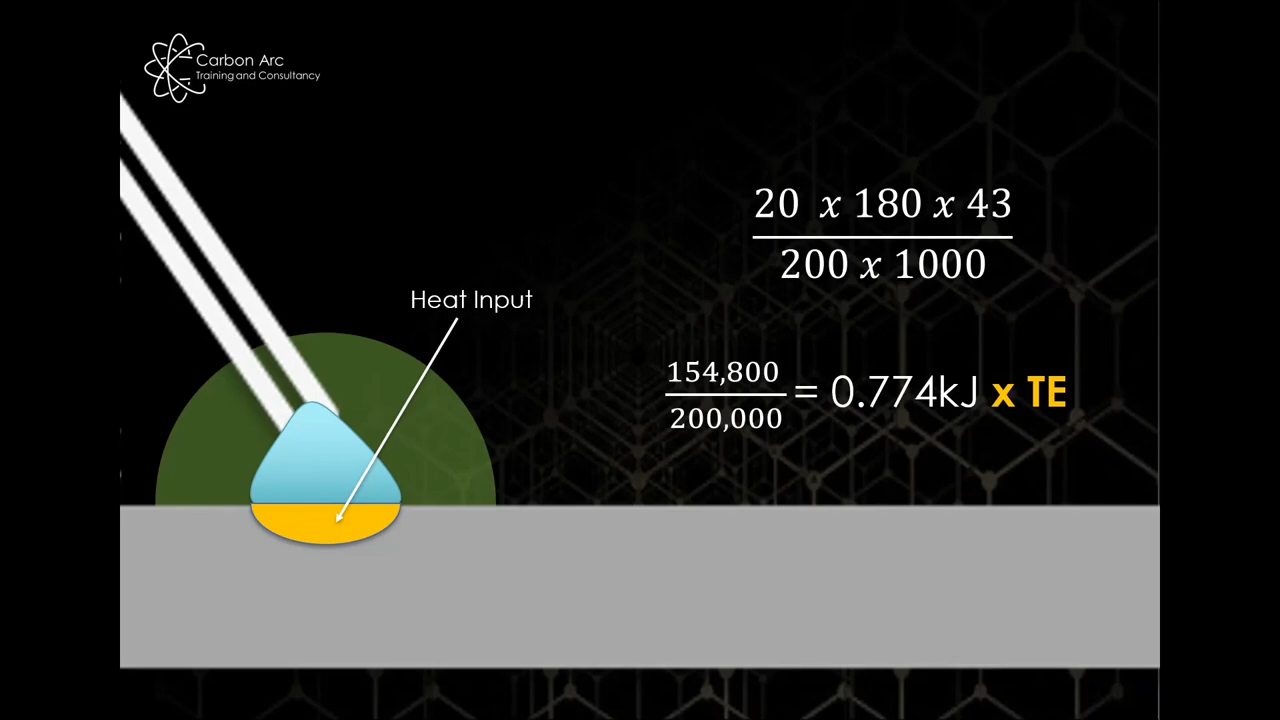 Carbon Arc
Training and Consultancy
20 x 180 x 43
200 x 1000
Heat Input
154,800
200,000
= 0.774kJ x TE